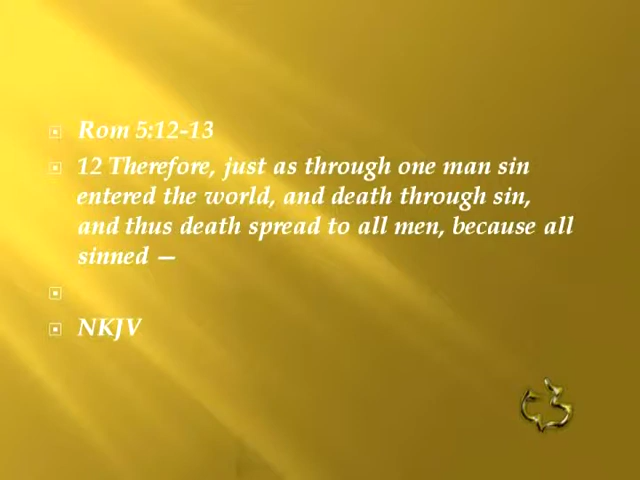 Rom 5:12-13
12 Therefore, just as through one man sin
entered the world, and death through sin,
and thus death spread to all men, because all
sinned —
NKJV